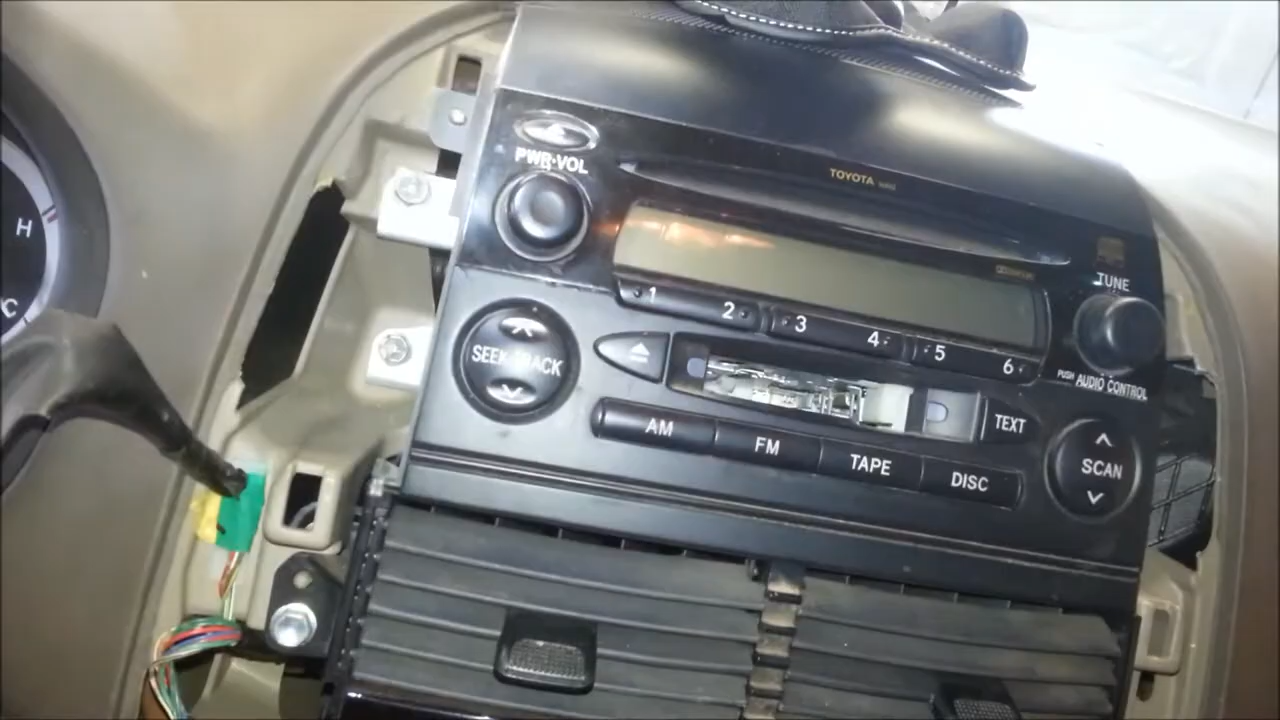 H
C
PWR·VOL
TOYOTA
TUNE
1
2
3
4
5
6
PUSH AUDIO CONTROL
SEEK TRACK
TEXT
AM
FM
TAPE
DISC
SCAN